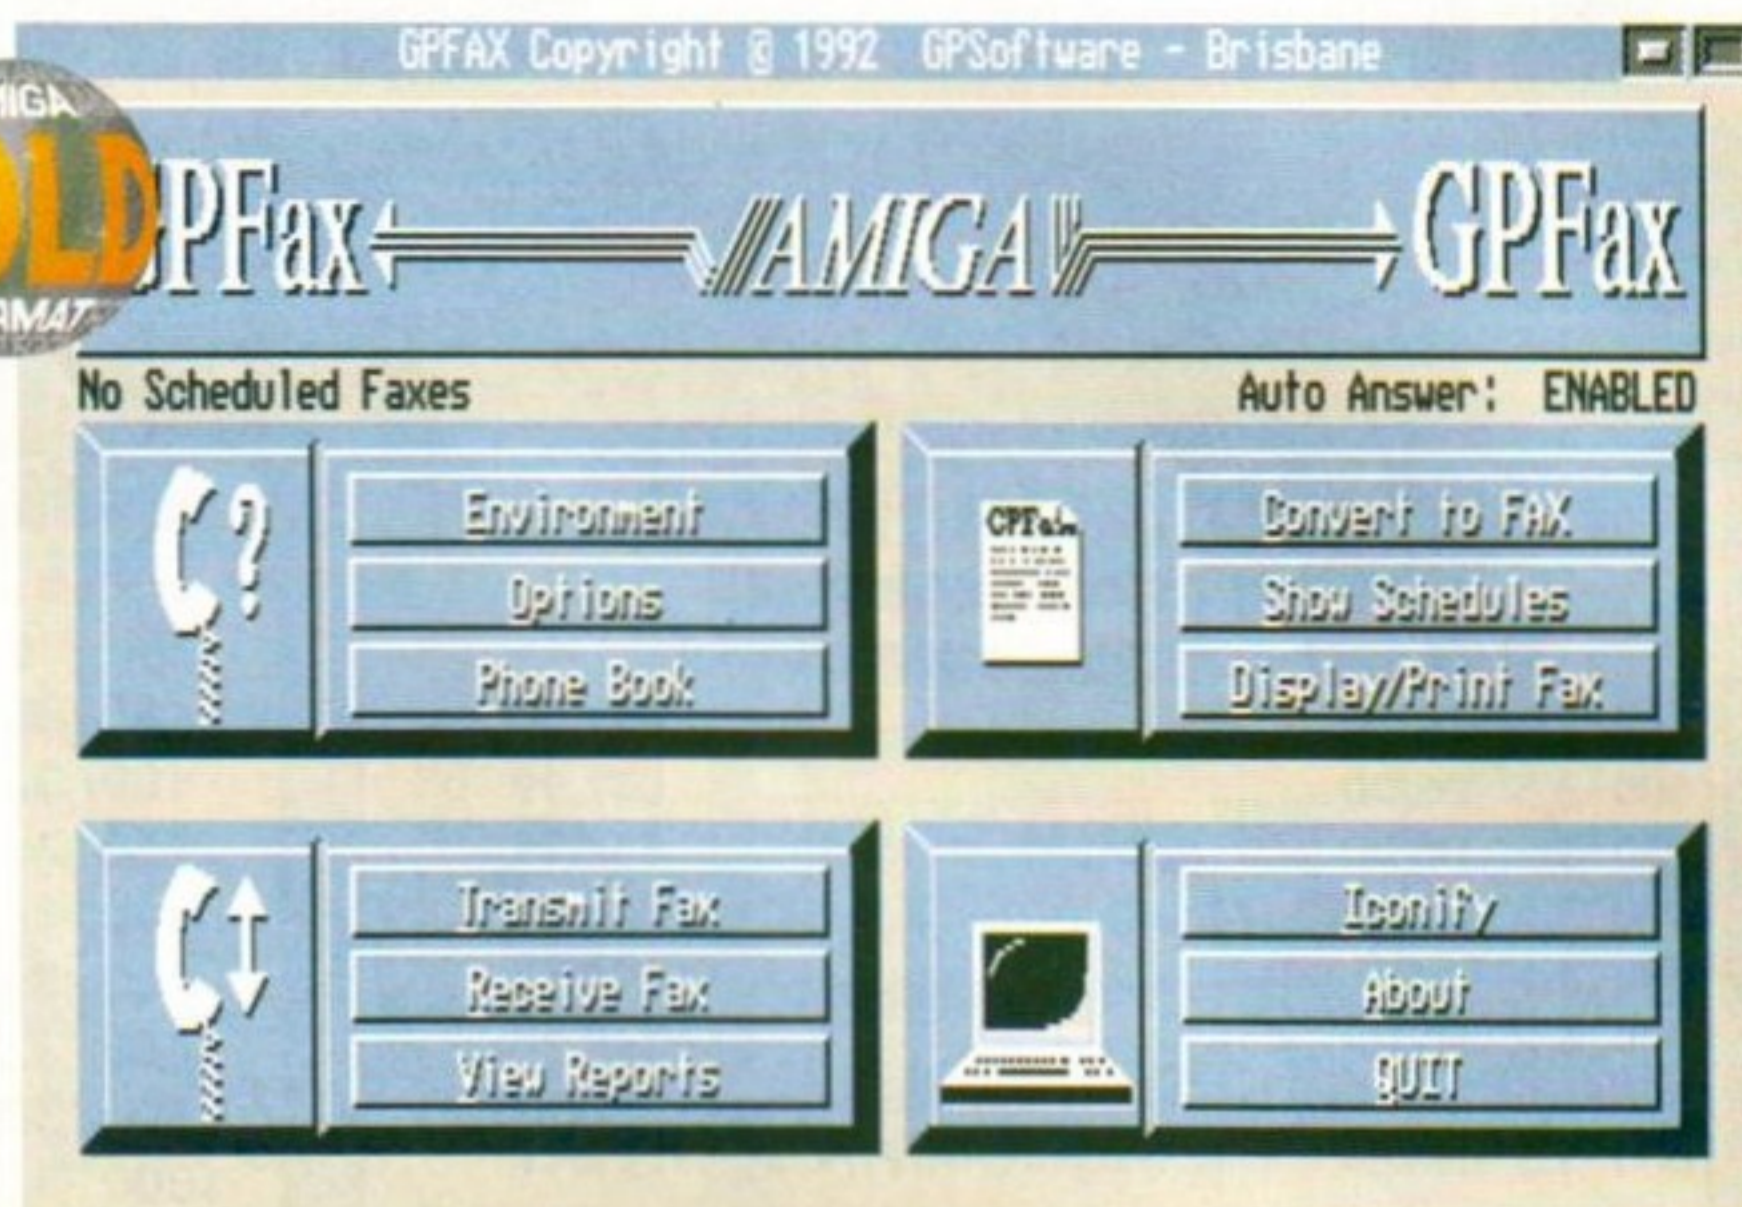 GPFAX Copyright © 1992 GPSoftware - Brisbane
GPFax AMIGA GPFax
No Scheduled Faxes
Auto Answer: ENABLED
Environment
Options
Phone Book
Convert to FAX
Show Schedules
Display/Print Fax
Transmit Fax
Receive Fax
View Reports
Iconify
About
QUIT